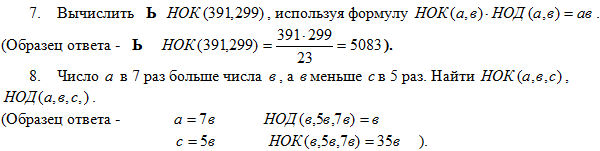 7. Вычислить Ь НОК(391,299), используя формулу НОК(а,в)·НОД(а,в)=ав.
(Образец ответа - Ь НОК(391,299) = 391·299 / 23 = 5083).
8. Число а в 7 раз больше числа в, а в меньше с в 5 раз. Найти НОК(а,в,с),
НОД(а,в,с,).
(Образец ответа - а = 7в НОД(в,5в,7в) = в
с = 5в НОК(в,5в,7в) = 35в ).